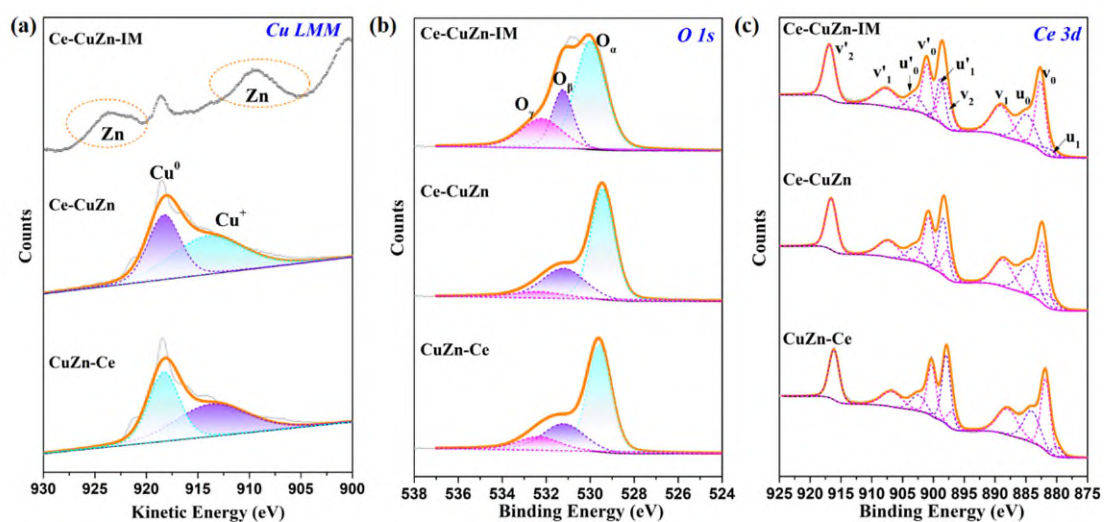 (a)
Cu LMM
Ce-CuZn-IM
Zn
Zn
Ce-CuZn
Cu⁰
Cu⁺
CuZn-Ce
Counts
930 925 920 915 910 905 900
Kinetic Energy (eV)
(b)
O 1s
Ce-CuZn-IM
Oα
Oβ
Oγ
Ce-CuZn
CuZn-Ce
Counts
538 536 534 532 530 528 526 524
Binding Energy (eV)
(c)
Ce 3d
Ce-CuZn-IM
v'₂
v'₁
u'₀
v'₀
u'₁
v₂
v₁
u₀
v₀
u₁
Ce-CuZn
CuZn-Ce
Counts
925 920 915 910 905 900 895 890 885 880 875
Binding Energy (eV)